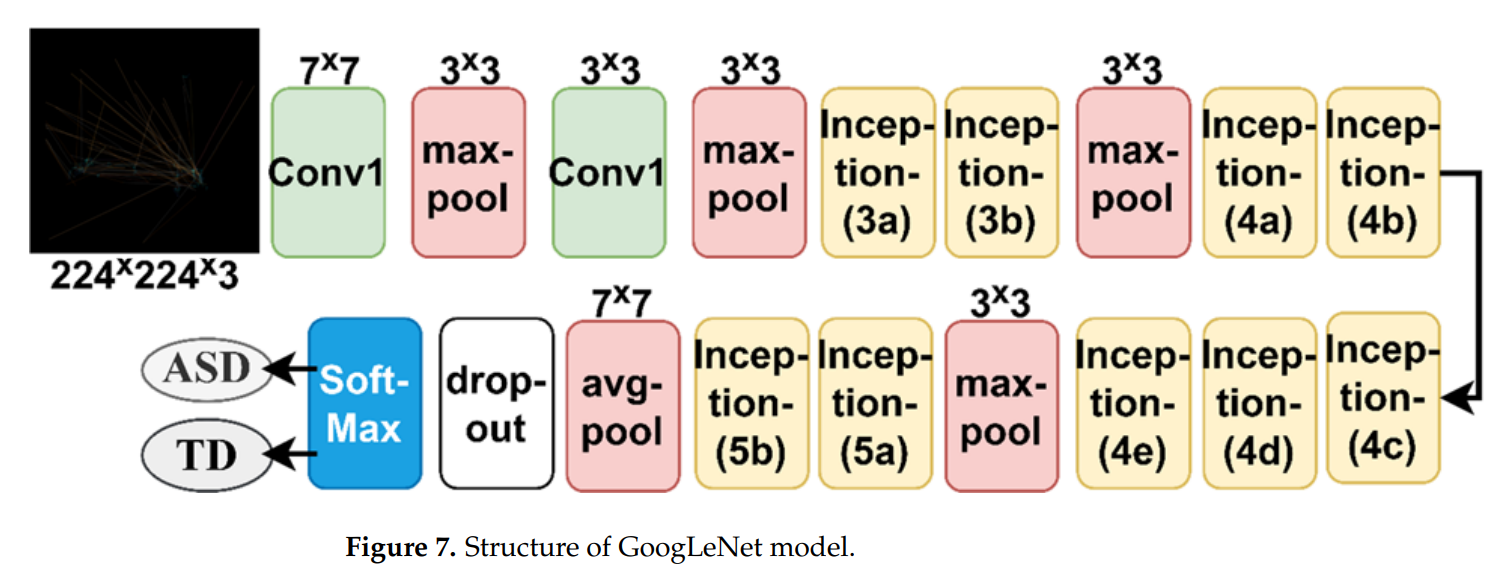 7x7
Conv1
3x3
max-
pool
3x3
Conv1
3x3
max-
pool
Incep-
tion-
(3a)
Incep-
tion-
(3b)
3x3
max-
pool
Incep-
tion-
(4a)
Incep-
tion-
(4b)
224x224x3
Incep-
tion-
(4c)
Incep-
tion-
(4d)
Incep-
tion-
(4e)
3x3
max-
pool
Incep-
tion-
(5a)
Incep-
tion-
(5b)
7x7
avg-
pool
drop-
out
Soft-
Max
ASD
TD
Figure 7. Structure of GoogLeNet model.